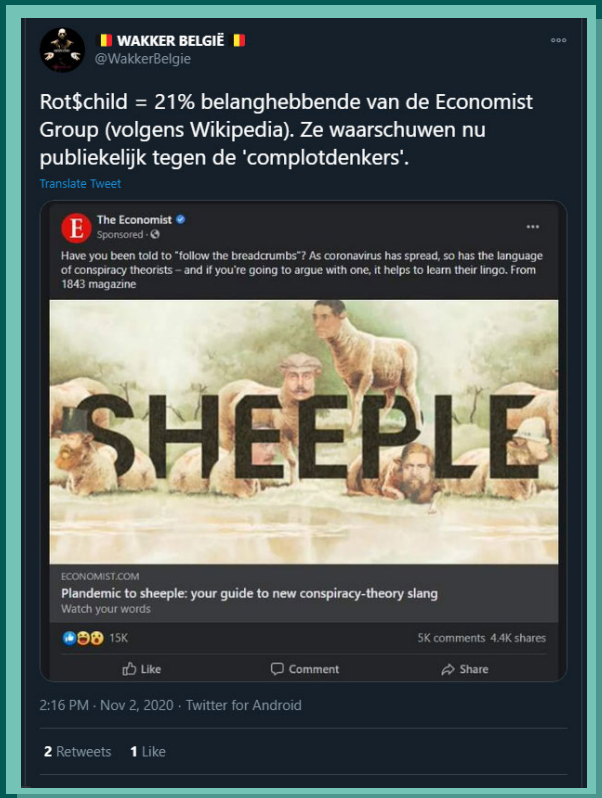 WAKKER BELGIË
@WakkerBelgie
Rot$child = 21% belanghebbende van de Economist
Group (volgens Wikipedia). Ze waarschuwen nu
publiekelijk tegen de 'complotdenkers'.
Translate Tweet
E
The Economist
Sponsored ·
Have you been told to "follow the breadcrumbs"? As coronavirus has spread, so has the language
of conspiracy theorists – and if you're going to argue with one, it helps to learn their lingo. From
1843 magazine
SHEEPLE
ECONOMIST.COM
Plandemic to sheeple: your guide to new conspiracy-theory slang
Watch your words
15K
5K comments 4.4K shares
Like
Comment
Share
2:16 PM · Nov 2, 2020 · Twitter for Android
2 Retweets 1 Like